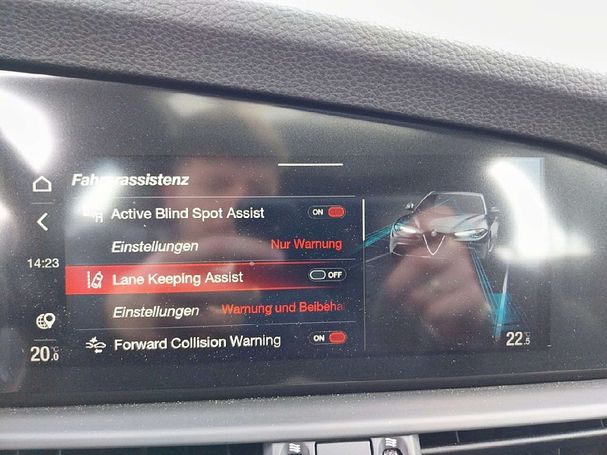 Fahrerassistenz
Active Blind Spot Assist ON
Einstellungen Nur Warnung
14:23
Lane Keeping Assist OFF
Einstellungen Warnung und Beibeha
Forward Collision Warning ON
20.0 °C
22.5 °C